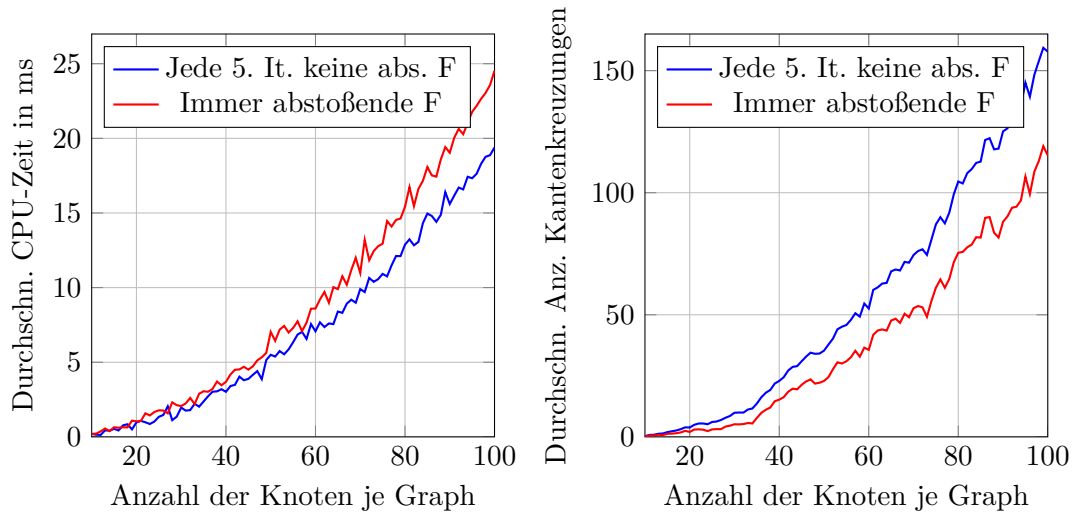 Durchschn. CPU-Zeit in ms
25
20
15
10
5
0
Jede 5. It. keine abs. F
Immer abstoßende F
20 40 60 80 100
Anzahl der Knoten je Graph
Durchschn. Anz. Kantenkreuzungen
150
100
50
0
Jede 5. It. keine abs. F
Immer abstoßende F
20 40 60 80 100
Anzahl der Knoten je Graph